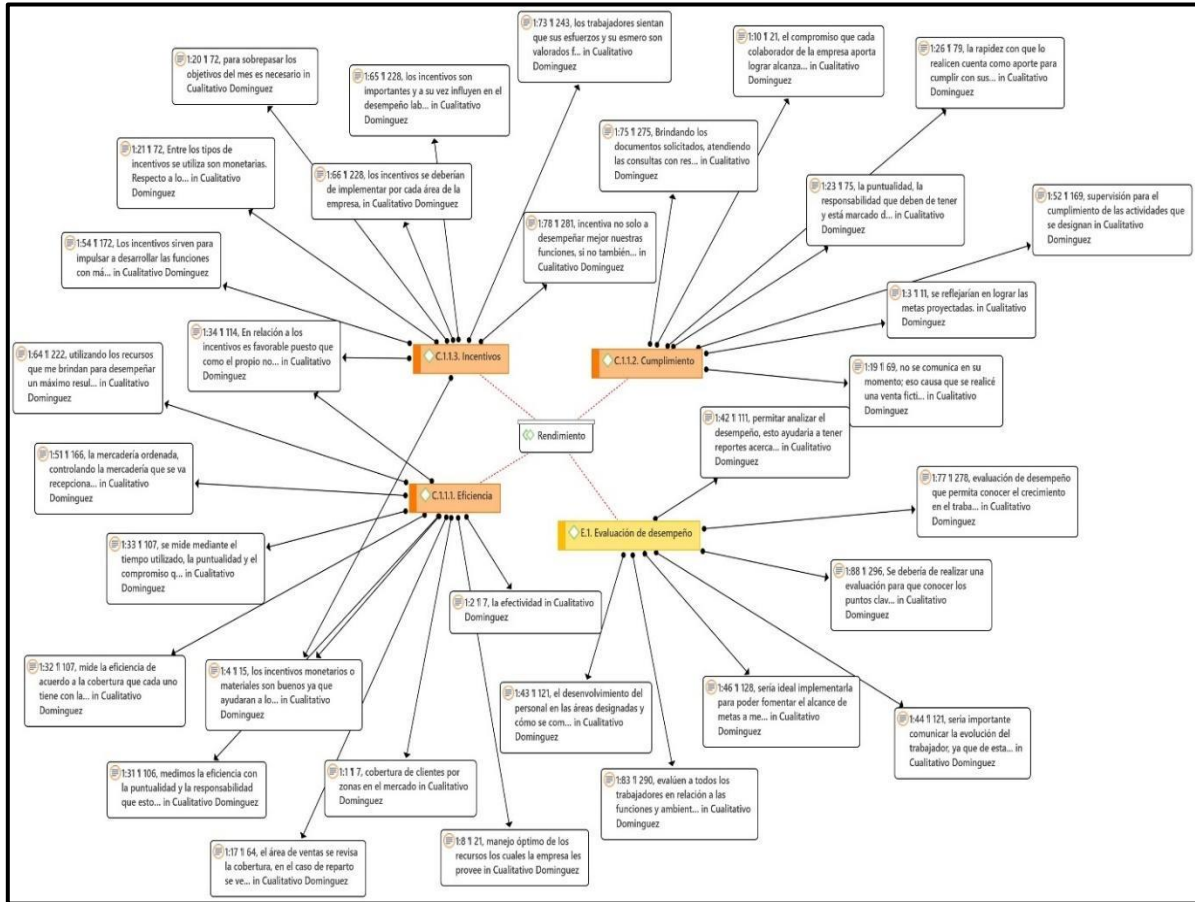 1:73 ¶ 243, los trabajadores sientan
que sus esfuerzos y su esmero son
valorados f... in Cualitativo
Dominguez
1:10 ¶ 21, el compromiso que cada
colaborador de la empresa aporta
lograr alcanza... in Cualitativo
Dominguez
1:26 ¶ 79, la rapidez con que lo
realicen cuenta como aporte para
cumplir con sus... in Cualitativo
Dominguez
1:20 ¶ 72, para sobrepasar los
objetivos del mes es necesario in
Cualitativo Dominguez
1:65 ¶ 228, los incentivos son
importantes y a su vez influyen en el
desempeño lab... in Cualitativo
Dominguez
1:75 ¶ 275, Brindando los
documentos solicitados, atendiendo
las consultas con res... in Cualitativo
Dominguez
1:21 ¶ 72, Entre los tipos de
incentivos se utiliza son monetarias.
Respecto a lo... in Cualitativo
Dominguez
1:66 ¶ 228, los incentivos se deberían
de implementar por cada área de la
empresa, in Cualitativo Dominguez
1:23 ¶ 75, la puntualidad, la
responsabilidad que deben de tener
y está marcado d... in Cualitativo
Dominguez
1:52 ¶ 169, supervisión para el
cumplimiento de las actividades que
se designan in Cualitativo
Dominguez
1:78 ¶ 281, incentiva no solo a
desempeñar mejor nuestras
funciones, si no también... in
Cualitativo Dominguez
1:54 ¶ 172, Los incentivos sirven para
impulsar a desarrollar las funciones
con má... in Cualitativo Dominguez
1:3 ¶ 11, se reflejarían en lograr las
metas proyectadas. in Cualitativo
Dominguez
1:34 ¶ 114, En relación a los
incentivos es favorable puesto que
como el propio no... in Cualitativo
Dominguez
C.1.1.3. Incentivos
C.1.1.2. Cumplimiento
1:64 ¶ 222, utilizando los recursos
que me brindan para desempeñar
un máximo resul... in Cualitativo
Dominguez
1:19 ¶ 69, no se comunica en su
momento; eso causa que se realicé
una venta ficti... in Cualitativo
Dominguez
Rendimiento
1:42 ¶ 111, permitar analizar el
desempeño, esto ayudaria a tener
reportes acerca... in Cualitativo
Dominguez
1:51 ¶ 166, la mercadería ordenada,
controlando la mercadería que se va
recepciona... in Cualitativo
Dominguez
C.1.1.1. Eficiencia
1:77 ¶ 278, evaluación de desempeño
que permita conocer el crecimiento
en el traba... in Cualitativo
Dominguez
E.1. Evaluación de desempeño
1:33 ¶ 107, se mide mediante el
tiempo utilizado, la puntualidad y el
compromiso q... in Cualitativo
Dominguez
1:88 ¶ 296, Se debería de realizar una
evaluación para que conocer los
puntos clav... in Cualitativo
Dominguez
1:2 ¶ 7, la efectividad in Cualitativo
Dominguez
1:32 ¶ 107, mide la eficiencia de
acuerdo a la cobertura que cada uno
tiene con la... in Cualitativo
Dominguez
1:4 ¶ 15, los incentivos monetarios o
materiales son buenos ya que
ayudaran a lo... in Cualitativo
Dominguez
1:43 ¶ 121, el desenvolvimiento del
personal en las áreas designadas y
cómo se com... in Cualitativo
Dominguez
1:46 ¶ 128, sería ideal implementarla
para poder fomentar el alcance de
metas a me... in Cualitativo
Dominguez
1:44 ¶ 121, sería importante
comunicar la evolución del
trabajador, ya que de esta... in
Cualitativo Dominguez
1:31 ¶ 106, medimos la eficiencia con
la puntualidad y la responsabilidad
que esto... in Cualitativo Dominguez
1:1 ¶ 7, cobertura de clientes por
zonas en el mercado in Cualitativo
Dominguez
1:83 ¶ 290, evalúen a todos los
trabajadores en relación a las
funciones y ambient... in Cualitativo
Dominguez
1:17 ¶ 64, el área de ventas se revisa
la cobertura, en el caso de reparto
se ve... in Cualitativo Dominguez
1:8 ¶ 21, manejo óptimo de los
recursos los cuales la empresa les
provee in Cualitativo Dominguez